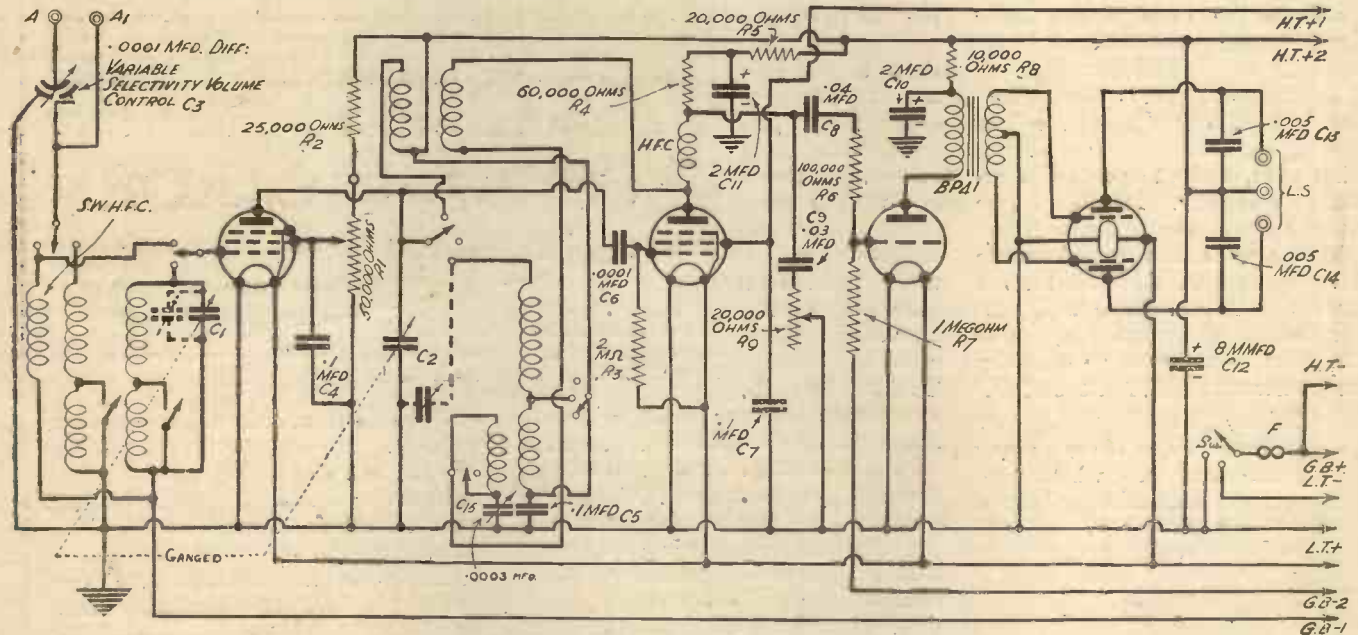 A
A1
.0001 MFD. DIFF:
VARIABLE
SELECTIVITY VOLUME
CONTROL C3
S.W.H.F.C.
C1
GANGED
25,000 OHMS
R2
50,000 OHMS
R1
.1
MFD
C4
C2
C15
.0003 MFD.
.1 MFD C5
.0001
MFD
C6
2
MΩ
R3
60,000 OHMS
R4
H.F.C
20,000 OHMS
R5
2 MFD
C11
.04
MFD
C8
100,000
OHMS
R6
C9
.03
MFD
20,000
OHMS
R9
.1
MFD
C7
1 MEGOHM
R7
2 MFD
C10
10,000
OHMS R8
BPA1
.005
MFD C13
L.S
.005
MFD C14
8 MMFD
C12
Sw.
F
H.T.+1
H.T.+2
H.T.-
G.B+
L.T-
L.T+
G.B-2
G.B-1